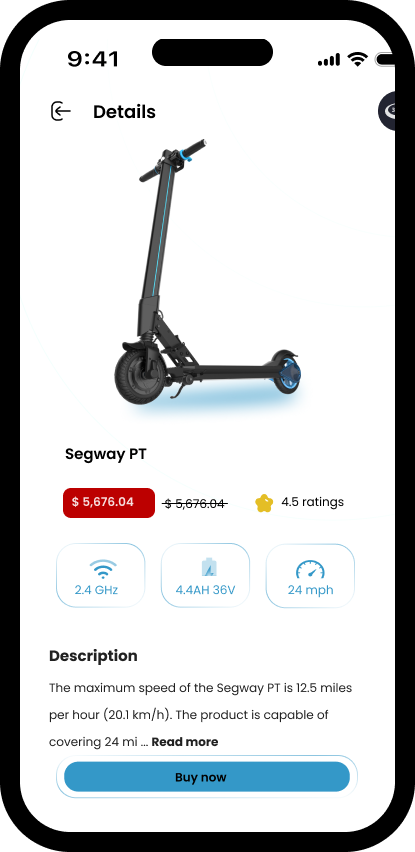 9:41
Details
Segway PT
$ 5,676.04 $ 5,676.04 4.5 ratings
2.4 GHz 4.4AH 36V 24 mph
Description
The maximum speed of the Segway PT is 12.5 miles
per hour (20.1 km/h). The product is capable of
covering 24 mi ... Read more
Buy now